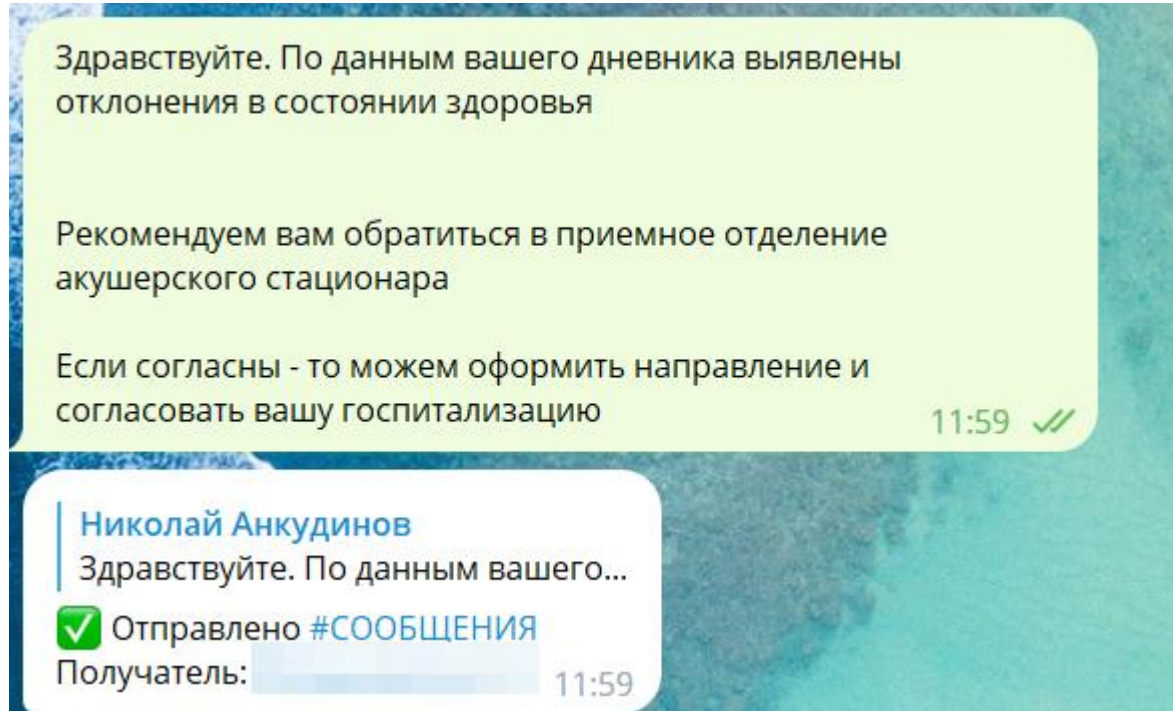 Здравствуйте. По данным вашего дневника выявлены
отклонения в состоянии здоровья
Рекомендуем вам обратиться в приемное отделение
акушерского стационара
Если согласны - то можем оформить направление и
согласовать вашу госпитализацию
11:59
Николай Анкудинов
Здравствуйте. По данным вашего...
✅ Отправлено #СООБЩЕНИЯ
Получатель:
11:59